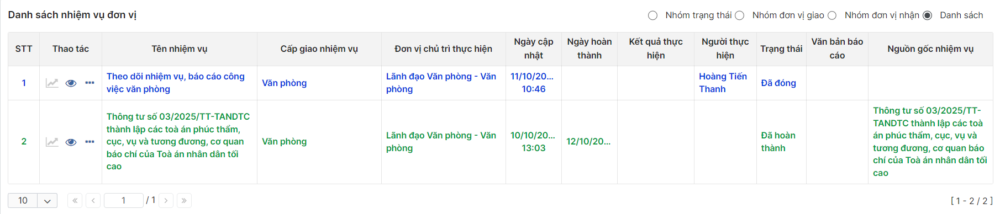 Danh sách nhiệm vụ đơn vị
Nhóm trạng thái Nhóm đơn vị giao Nhóm đơn vị nhận Danh sách
STT
Thao tác
Tên nhiệm vụ
Cấp giao nhiệm vụ
Đơn vị chủ trì thực hiện
Ngày cập
nhật
Ngày hoàn
thành
Kết quả thực
hiện
Người thực
hiện
Trạng thái
Văn bản báo
cáo
Nguồn gốc nhiệm vụ
1
Theo dõi nhiệm vụ, báo cáo công
việc văn phòng
Văn phòng
Lãnh đạo Văn phòng - Văn
phòng
11/10/20...
10:46
Hoàng Tiến
Thanh
Đã đóng
2
Thông tư số 03/2025/TT-TANDTC
thành lập các toà án phúc thẩm,
cục, vụ và tương đương, cơ quan
báo chí của Toà án nhân dân tối
cao
Văn phòng
Lãnh đạo Văn phòng - Văn
phòng
10/10/20...
13:03
12/10/20...
Đã hoàn
thành
Thông tư số 03/2025/TT-
TANDTC thành lập các toà
án phúc thẩm, cục, vụ và
tương đương, cơ quan báo
chí của Toà án nhân dân tối
cao
10
1 / 1
[ 1 - 2 / 2 ]